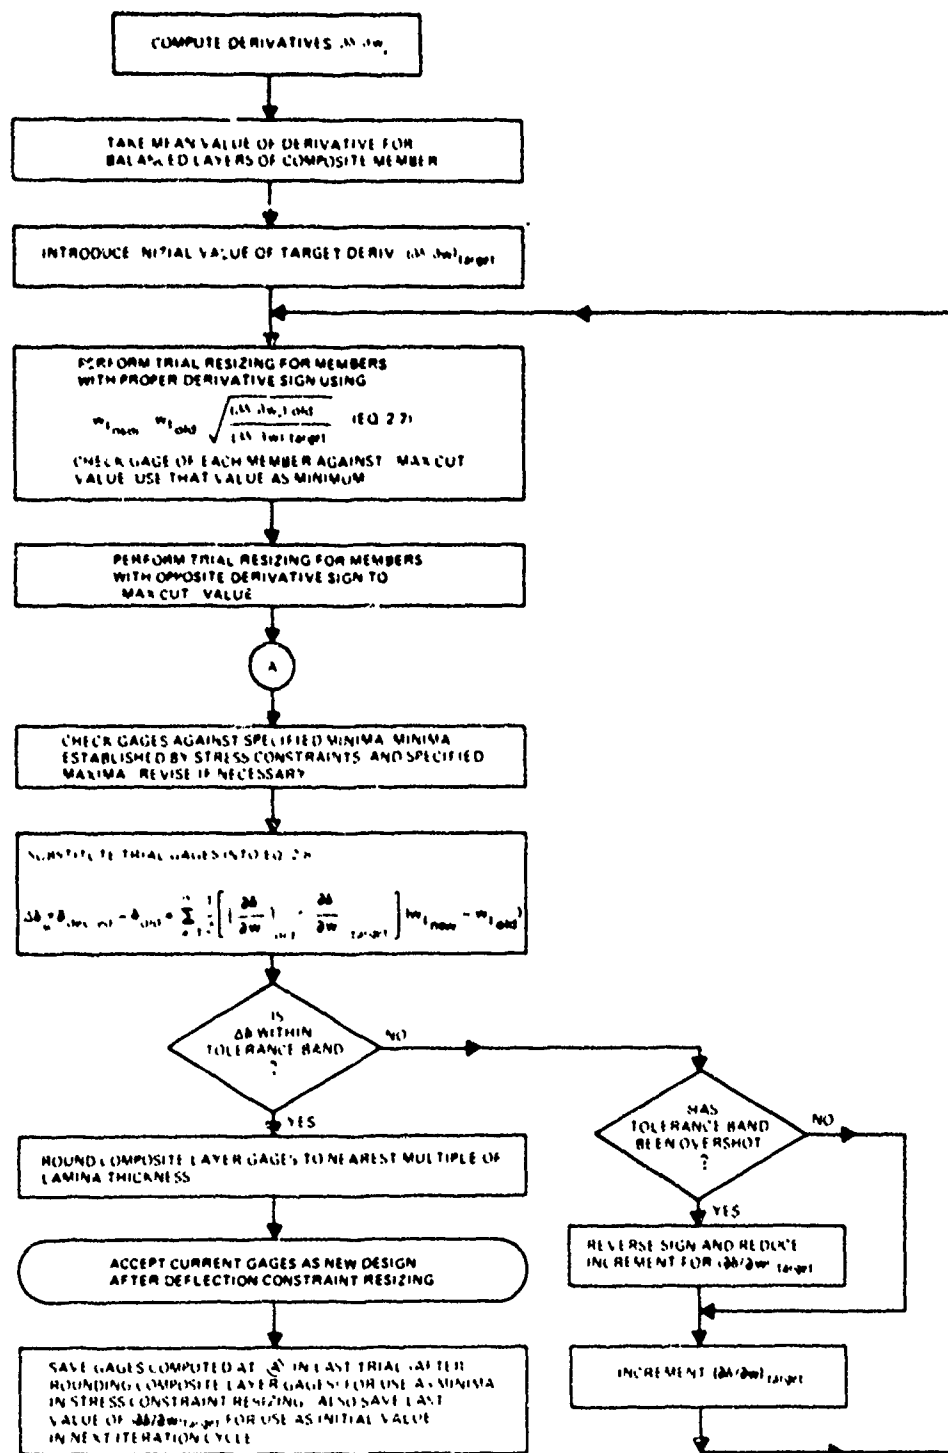 COMPUTE DERIVATIVES
TAKE MEAN VALUE OF DERIVATIVE FOR
BALANCED LAYERS OF COMPOSITE MEMBER
INTRODUCE INITIAL VALUE OF TARGET DERIV. target
PERFORM TRIAL RESIZING FOR MEMBERS
WITH PROPER DERIVATIVE SIGN USING
(EQ. 2.7)
CHECK GAGE OF EACH MEMBER AGAINST MAX CUT
VALUE USE THAT VALUE AS MINIMUM
PERFORM TRIAL RESIZING FOR MEMBERS
WITH OPPOSITE DERIVATIVE SIGN TO
MAX CUT VALUE
A
CHECK GAGES AGAINST SPECIFIED MINIMA MINIMA
ESTABLISHED BY STRESS CONSTRAINTS AND SPECIFIED
MAXIMA REVISE IF NECESSARY
SUBSTITUTE TRIAL GAGES INTO EQ. 2.8
IS
Δδ WITHIN
TOLERANCE BAND
?
NO
YES
HAS
TOLERANCE BAND
BEEN OVERSHOT
?
NO
YES
ROUND COMPOSITE LAYER GAGES TO NEAREST MULTIPLE OF
LAMINA THICKNESS
REVERSE SIGN AND REDUCE
INCREMENT FOR (∂δ/∂w) target
ACCEPT CURRENT GAGES AS NEW DESIGN
AFTER DEFLECTION CONSTRAINT RESIZING
INCREMENT (∂δ/∂w) target
SAVE GAGES COMPUTED AT (A) IN LAST TRIAL (AFTER
ROUNDING COMPOSITE LAYER GAGES) FOR USE AS MINIMA
IN STRESS CONSTRAINT RESIZING. ALSO SAVE LAST
VALUE OF (∂δ/∂w) target FOR USE AS INITIAL VALUE
IN NEXT ITERATION CYCLE